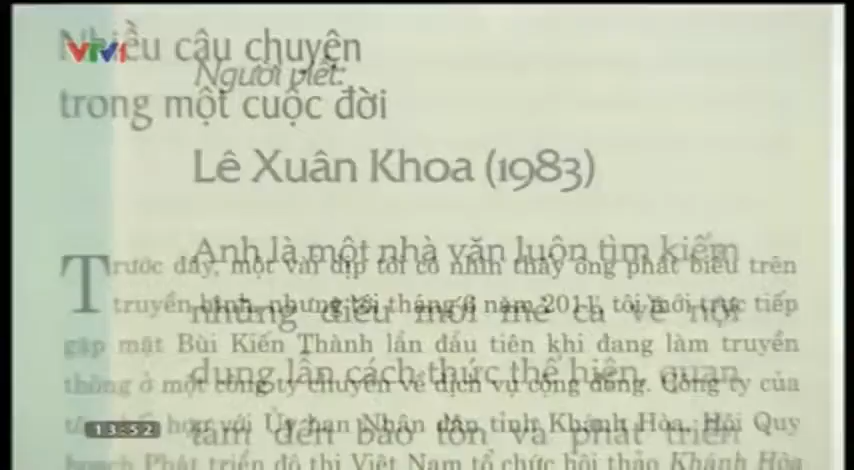 VTV1
Nhiều câu chuyện
Người viết:
trong một cuộc đời
Lê Xuân Khoa (1983)
Anh là một nhà văn luôn tìm kiếm
Trước đây, một vài dịp tôi có nhìn thấy ông phát biểu trên
những điều mới mẻ cả về nội
truyền hình, nhưng tới tháng 6 năm 2011, tôi mới trực tiếp
gặp mặt Bùi Kiến Thành lần đầu tiên khi đang làm truyền
dung lẫn cách thức thể hiện, quan
thông ở một công ty chuyên về dịch vụ cộng đồng. Công ty của
hợp với Ủy ban Nhân dân tỉnh Khánh Hòa, Hội Quy
13:52
tâm đến bảo tồn và phát triển
hoạch Phát triển đô thị Việt Nam tổ chức hội thảo Khánh Hòa